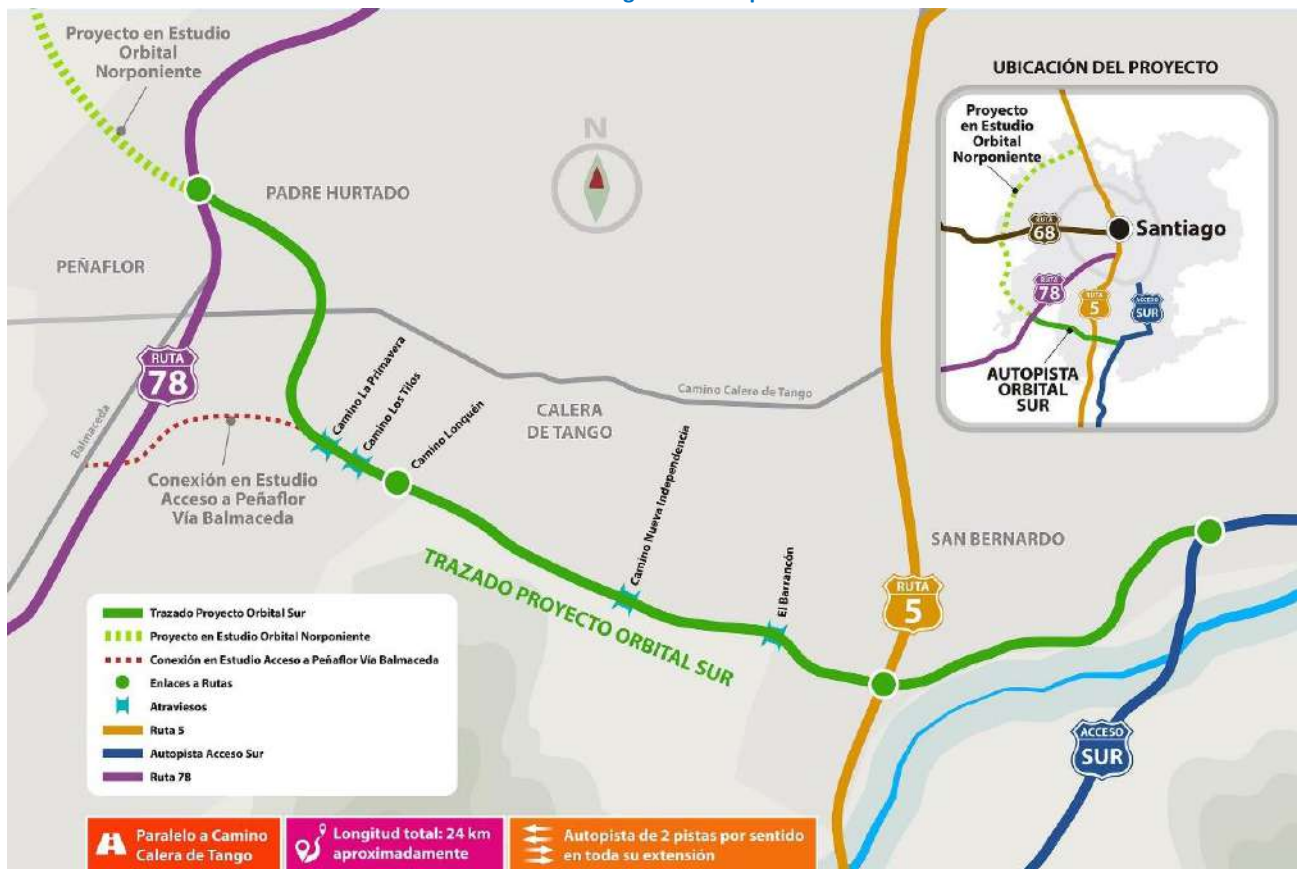 Proyecto en Estudio
Orbital
Norponiente
N
PADRE HURTADO
PEÑAFLOR
RUTA
78
Balmaceda
Conexión en Estudio
Acceso a Peñaflor
Vía Balmaceda
Camino La Primavera
Camino Los Tilos
Camino Lonquén
Camino Calera de Tango
CALERA
DE TANGO
Camino Nueva Independencia
El Barrancón
TRAZADO PROYECTO ORBITAL SUR
SAN BERNARDO
RUTA
5
ACCESO
SUR
UBICACIÓN DEL PROYECTO
Proyecto
en Estudio
Orbital
Norponiente
RUTA
68
Santiago
RUTA
78
RUTA
5
ACCESO
SUR
AUTOPISTA
ORBITAL
SUR
Trazado Proyecto Orbital Sur
Proyecto en Estudio Orbital Norponiente
Conexión en Estudio Acceso a Peñaflor Vía Balmaceda
Enlaces a Rutas
Atraviesos
Ruta 5
Autopista Acceso Sur
Ruta 78
Paralelo a Camino
Calera de Tango
Longitud total: 24 km
aproximadamente
Autopista de 2 pistas por sentido
en toda su extensión